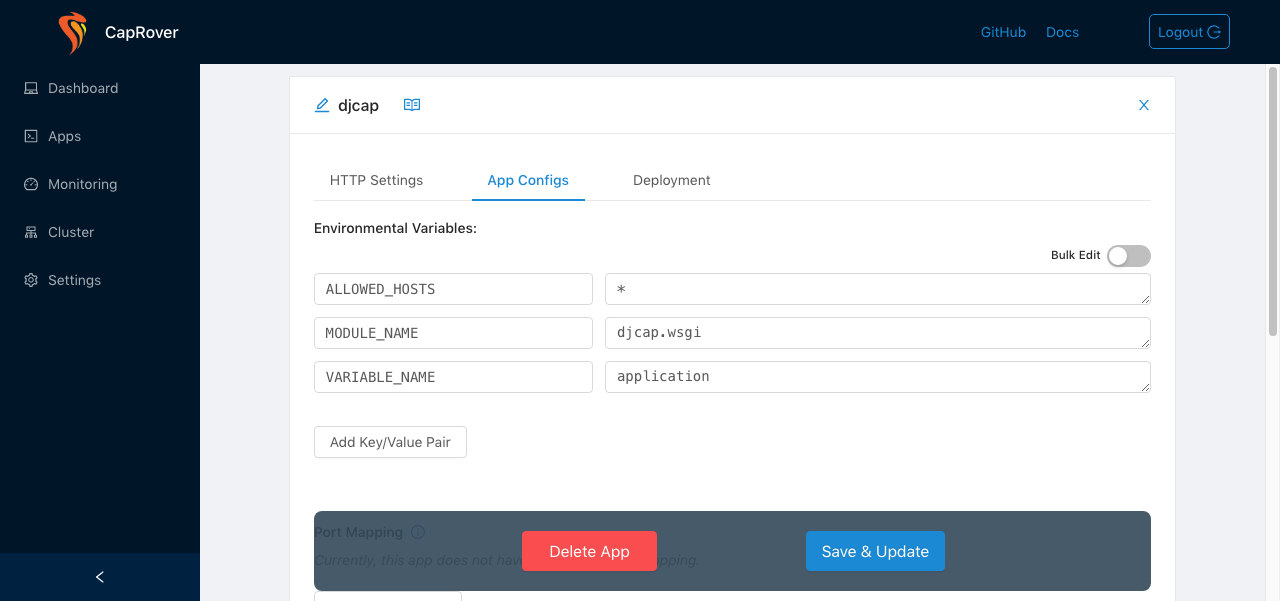 CapRover
GitHub Docs Logout
Dashboard
Apps
Monitoring
Cluster
Settings
djcap
HTTP Settings App Configs Deployment
Environmental Variables:
Bulk Edit
ALLOWED_HOSTS *
MODULE_NAME djcap.wsgi
VARIABLE_NAME application
Add Key/Value Pair
Port Mapping
Currently, this app does not have pping.
Delete App Save & Update